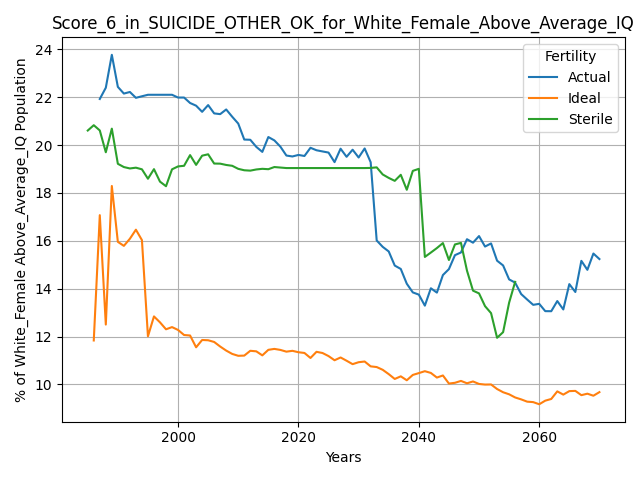 Score_6_in_SUICIDE_OTHER_OK_for_White_Female_Above_Average_IQ
% of White_Female Above_Average_IQ Population
24
22
20
18
16
14
12
10
Fertility
Actual
Ideal
Sterile
2000
2020
2040
2060
Years